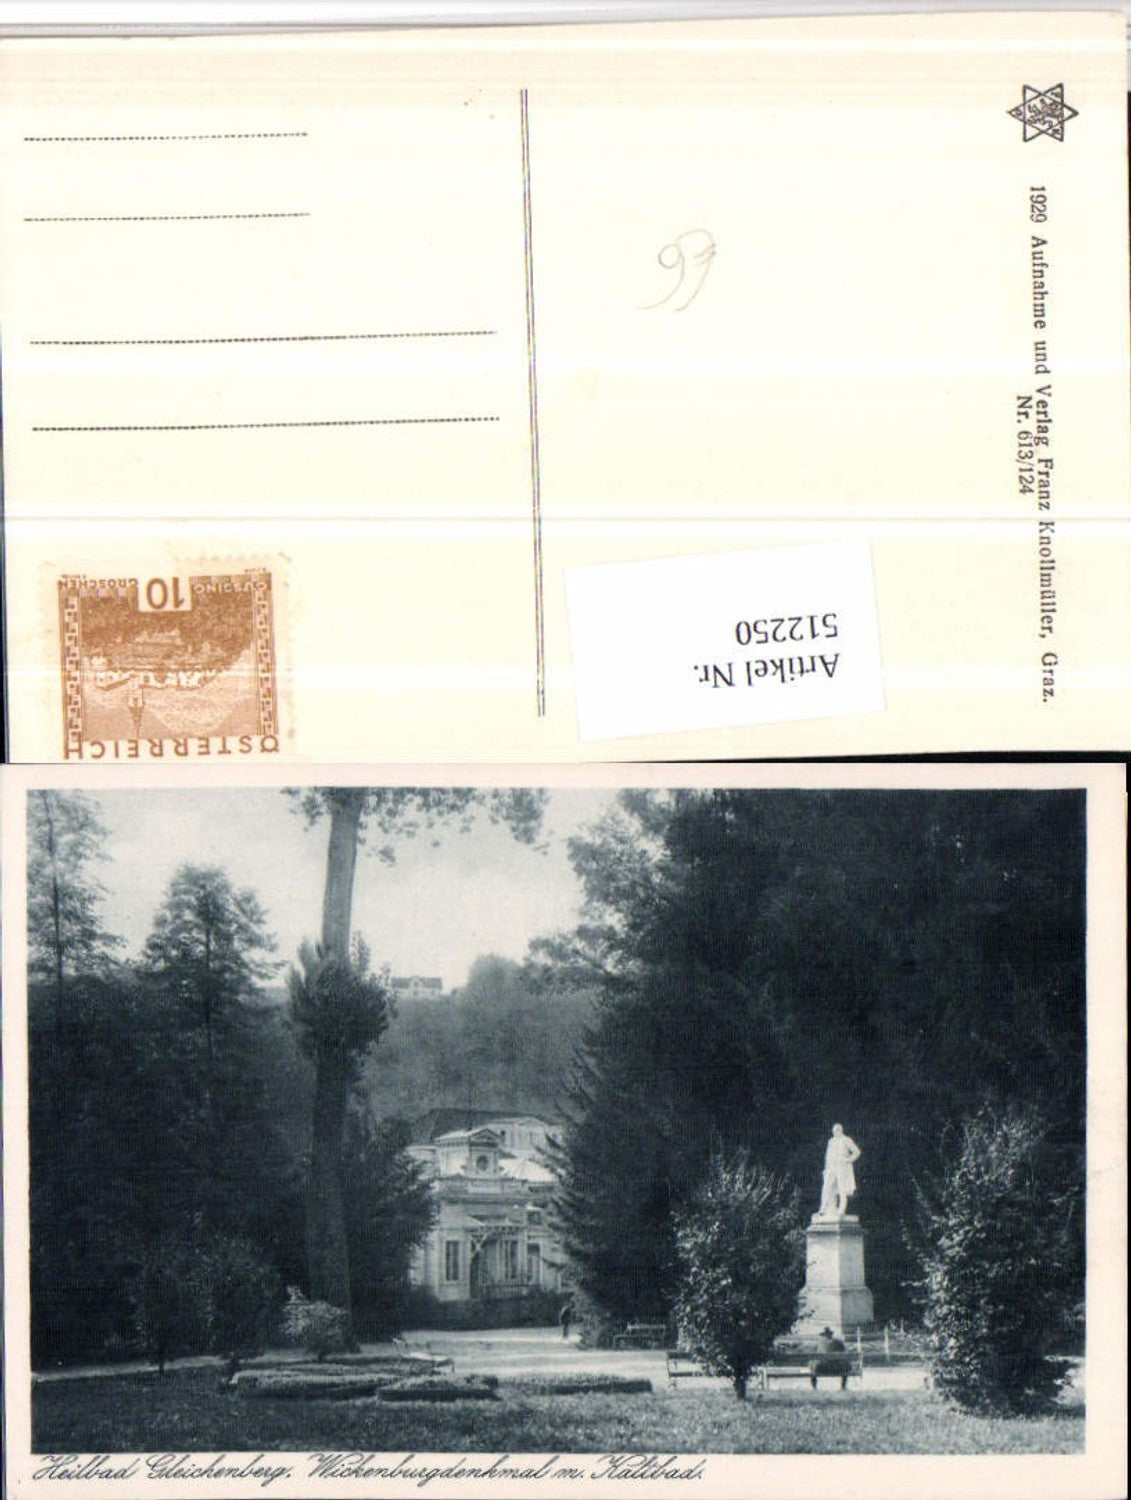 1929 Aufnahme und Verlag Franz Knollmüller, Graz.
Nr. 613/124
Artikel Nr.
512250
ÖSTERREICH
GÜSSING 10 GROSCHEN
Heilbad Gleichenberg. Wickenburgdenkmal m. Kaltbad.